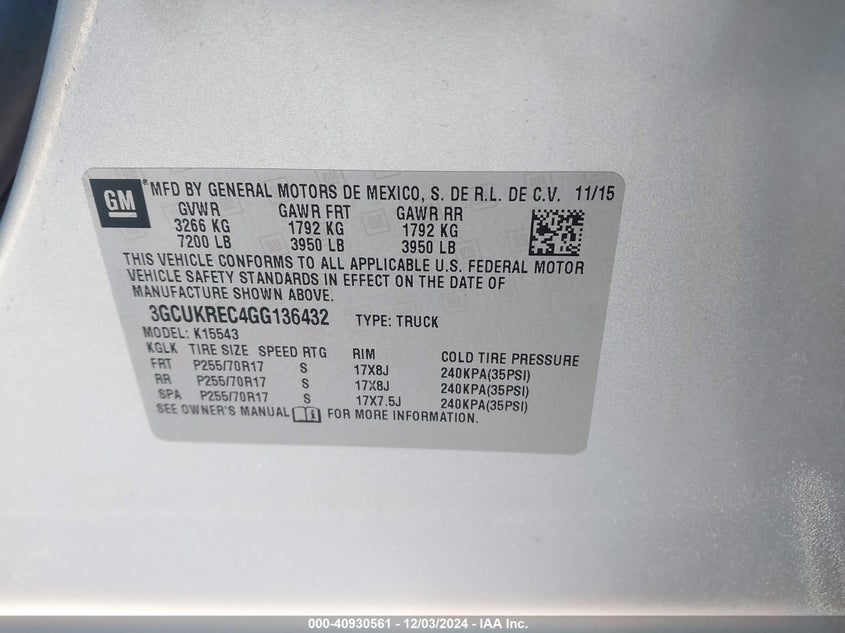 GM
MFD BY GENERAL MOTORS DE MEXICO, S. DE R.L. DE C.V. 11/15
GVWR GAWR FRT GAWR RR
3266 KG 1792 KG 1792 KG
7200 LB 3950 LB 3950 LB
THIS VEHICLE CONFORMS TO ALL APPLICABLE U.S. FEDERAL MOTOR
VEHICLE SAFETY STANDARDS IN EFFECT ON THE DATE OF
MANUFACTURE SHOWN ABOVE.
3GCUKREC4GG136432 TYPE: TRUCK
MODEL: K15543
KGLK TIRE SIZE SPEED RTG RIM COLD TIRE PRESSURE
FRT P255/70R17 S 17X8J 240KPA(35PSI)
RR P255/70R17 S 17X8J 240KPA(35PSI)
SPA P255/70R17 S 17X7.5J 240KPA(35PSI)
SEE OWNER'S MANUAL FOR MORE INFORMATION.
000-40930561 - 12/03/2024 - IAA Inc.